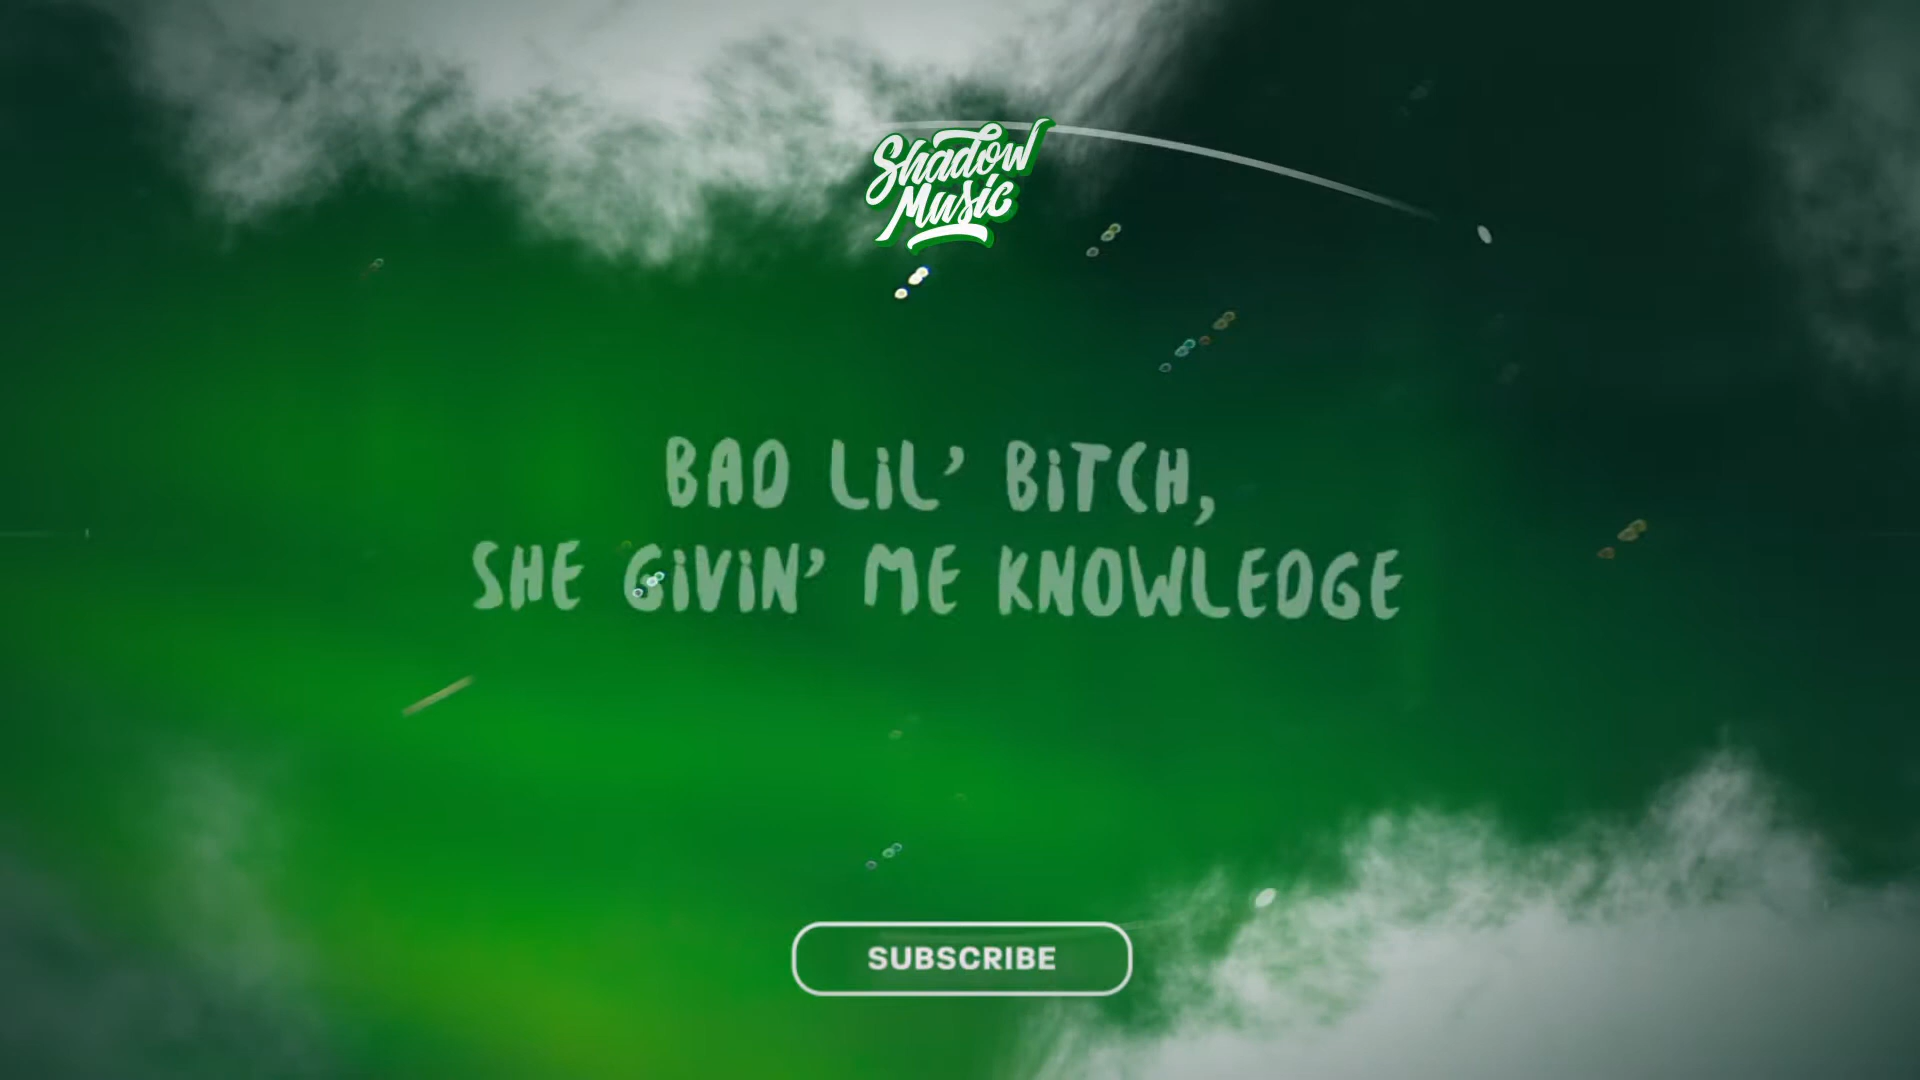 Shadow
Music
BAD LiL' BiTCH,
SHE GiViN' ME KNOWLEDGE
SUBSCRIBE